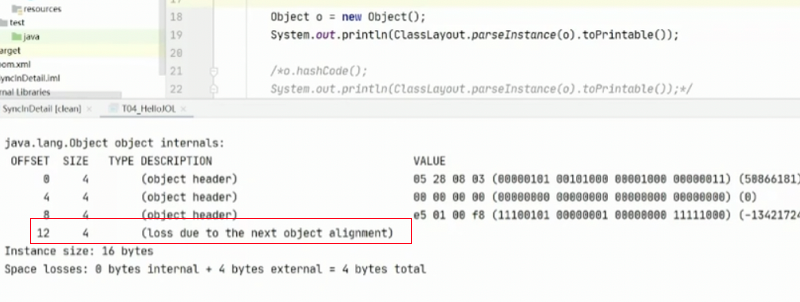 resources
test
java
arget
om.xml
yncInDetail.iml
rnal Libraries
18 Object o = new Object();
19 System.out.println(ClassLayout.parseInstance(o).toPrintable());
20
21 /*o.hashCode();
22 System.out.println(ClassLayout.parseInstance(o).toPrintable());*/
SyncInDetail [clean] × T04_HelloJOL ×
java.lang.Object object internals:
OFFSET SIZE TYPE DESCRIPTION VALUE
0 4 (object header) 05 28 08 03 (00000101 00101000 00001000 00000011) (50866181)
4 4 (object header) 00 00 00 00 (00000000 00000000 00000000 00000000) (0)
8 4 (object header) e5 01 00 f8 (11100101 00000001 00000000 11111000) (-13421724
12 4 (loss due to the next object alignment)
Instance size: 16 bytes
Space losses: 0 bytes internal + 4 bytes external = 4 bytes total